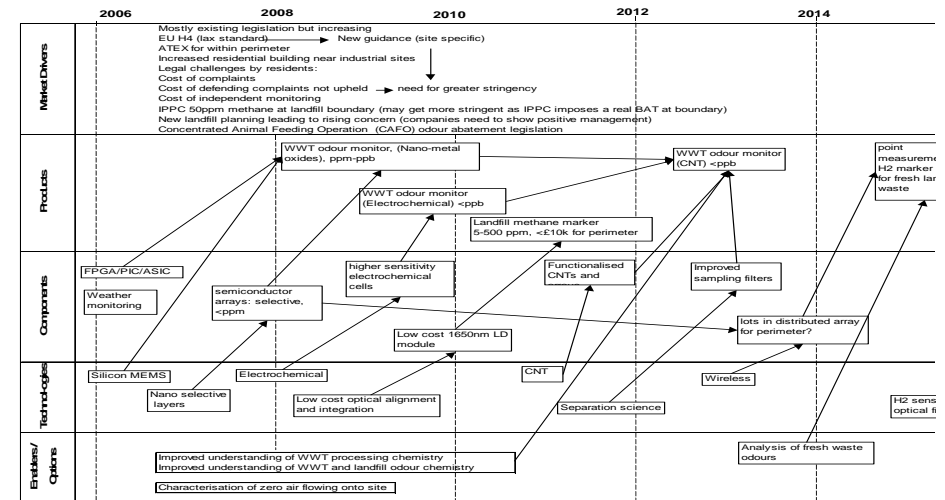 2006 2008 2010 2012 2014
Market Drivers
Mostly existing legislation but increasing
EU H4 (lax standard) New guidance (site specific)
ATEX for within perimeter
Increased residential building near industrial sites
Legal challenges by residents:
Cost of complaints
Cost of defending complaints not upheld need for greater stringency
Cost of independent monitoring
IPPC 50ppm methane at landfill boundary (may get more stringent as IPPC imposes a real BAT at boundary)
New landfill planning leading to rising concern (companies need to show positive management)
Concentrated Animal Feeding Operation (CAFO) odour abatement legislation
Products
WWT odour monitor, (Nano-metal
oxides), ppm-ppb
WWT odour monitor
(CNT) <ppb
point
measureme
H2 marker
for fresh lan
waste
WWT odour monitor
(Electrochemical) <ppb
Landfill methane marker
5-500 ppm, <£10k for perimeter
Components
FPGA/PIC/ASIC
Weather
monitoring
semiconductor
arrays: selective,
<ppm
higher sensitivity
electrochemical
cells
Functionalised
CNTs and
Improved
sampling filters
Low cost 1650nm LD
module
lots in distributed array
for perimeter?
Technologies
Silicon MEMS
Nano selective
layers
Electrochemical
Low cost optical alignment
and integration
CNT
Separation science
Wireless
H2 sens
optical fi
Enablers/
Options
Improved understanding of WWT processing chemistry
Improved understanding of WWT and landfill odour chemistry
Analysis of fresh waste
odours
Characterisation of zero air flowing onto site